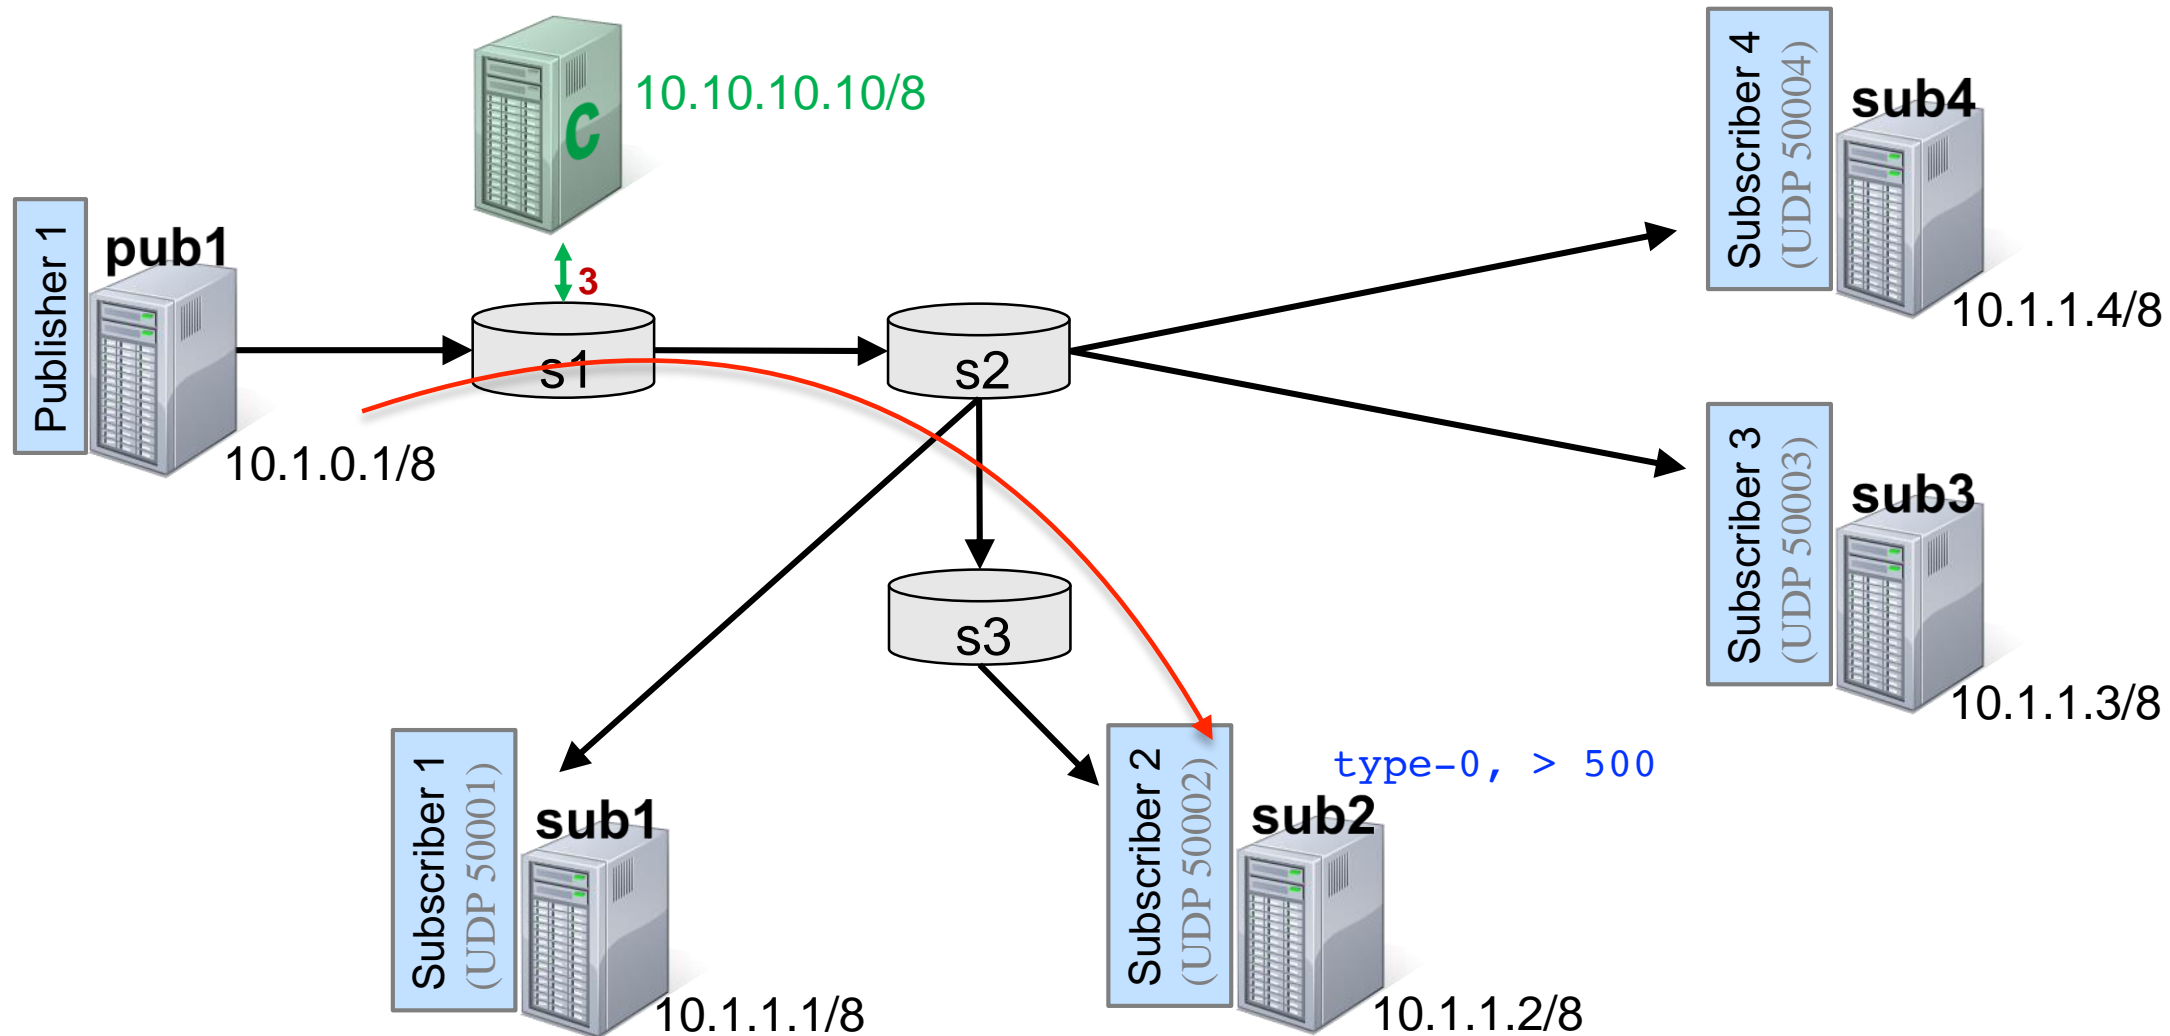 C
10.10.10.10/8
Subscriber 4
(UDP 50004)
sub4
10.1.1.4/8
Publisher 1
pub1
10.1.0.1/8
3
s1
s2
s3
Subscriber 3
(UDP 50003)
sub3
10.1.1.3/8
Subscriber 1
(UDP 50001)
sub1
10.1.1.1/8
Subscriber 2
(UDP 50002)
type-0, > 500
sub2
10.1.1.2/8